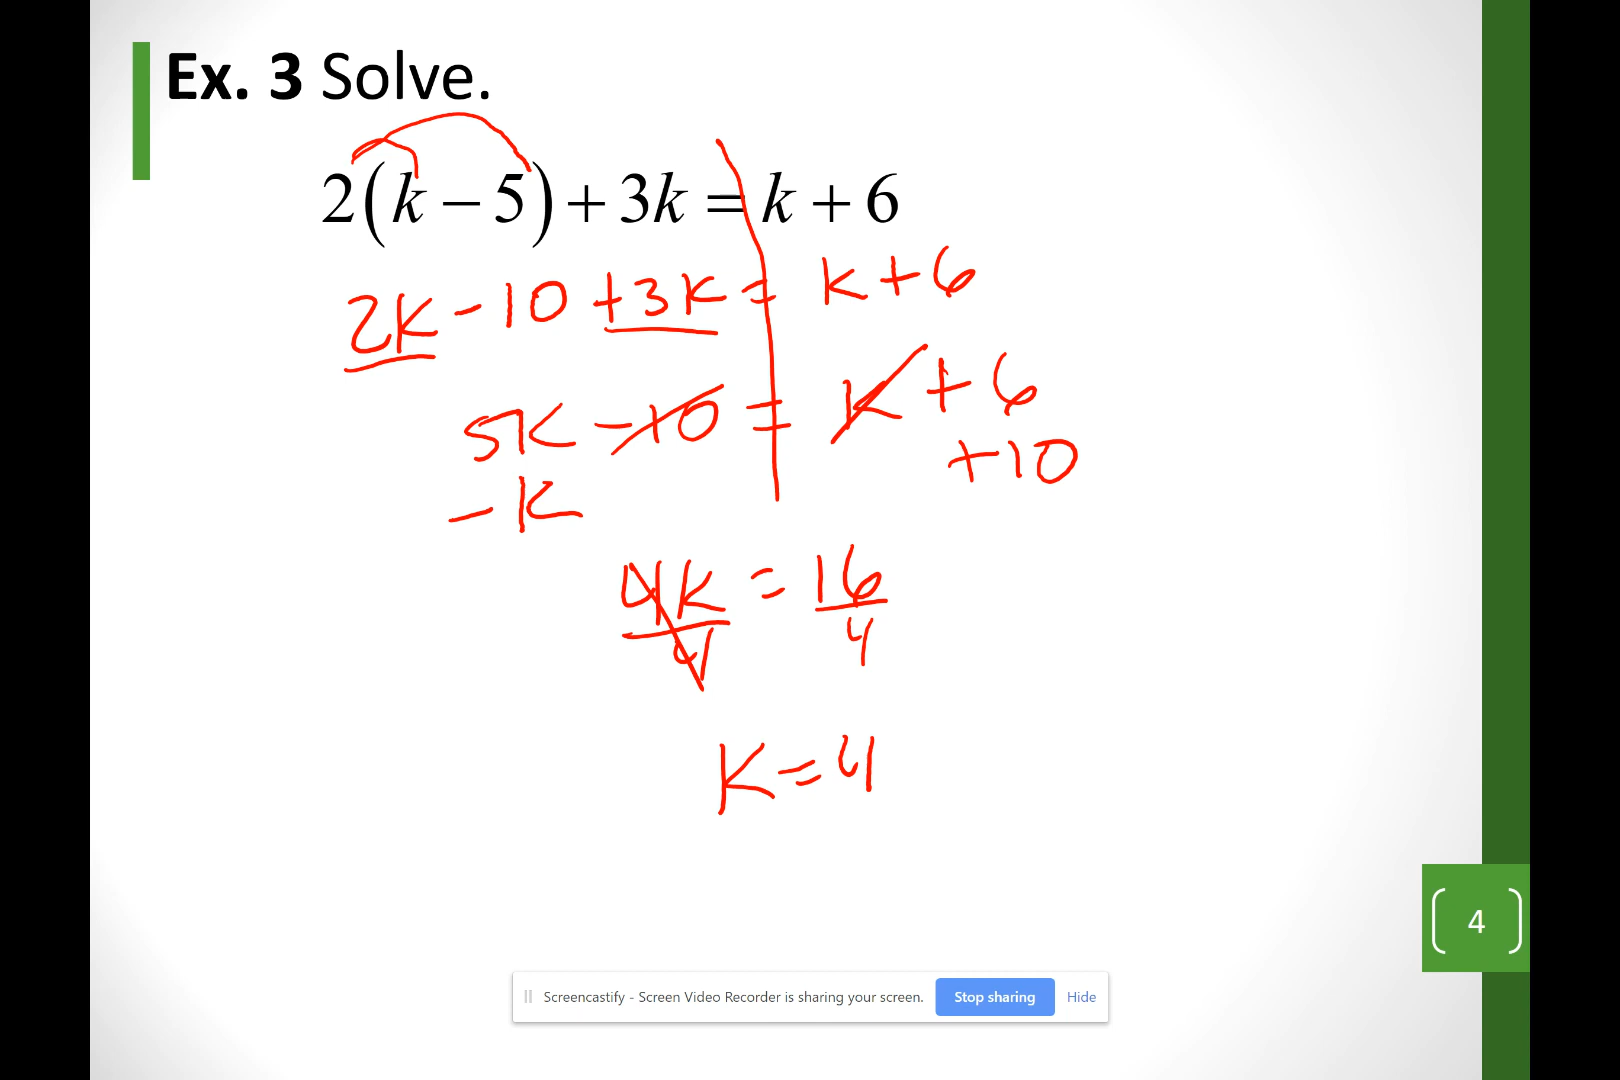 Ex. 3 Solve.
2(k − 5) + 3k = k + 6
2k - 10 + 3k = k + 6
5k - 10 = k + 6
+10
- k
4k = 16
4 4
k = 4
4
Screencastify - Screen Video Recorder is sharing your screen. Stop sharing Hide